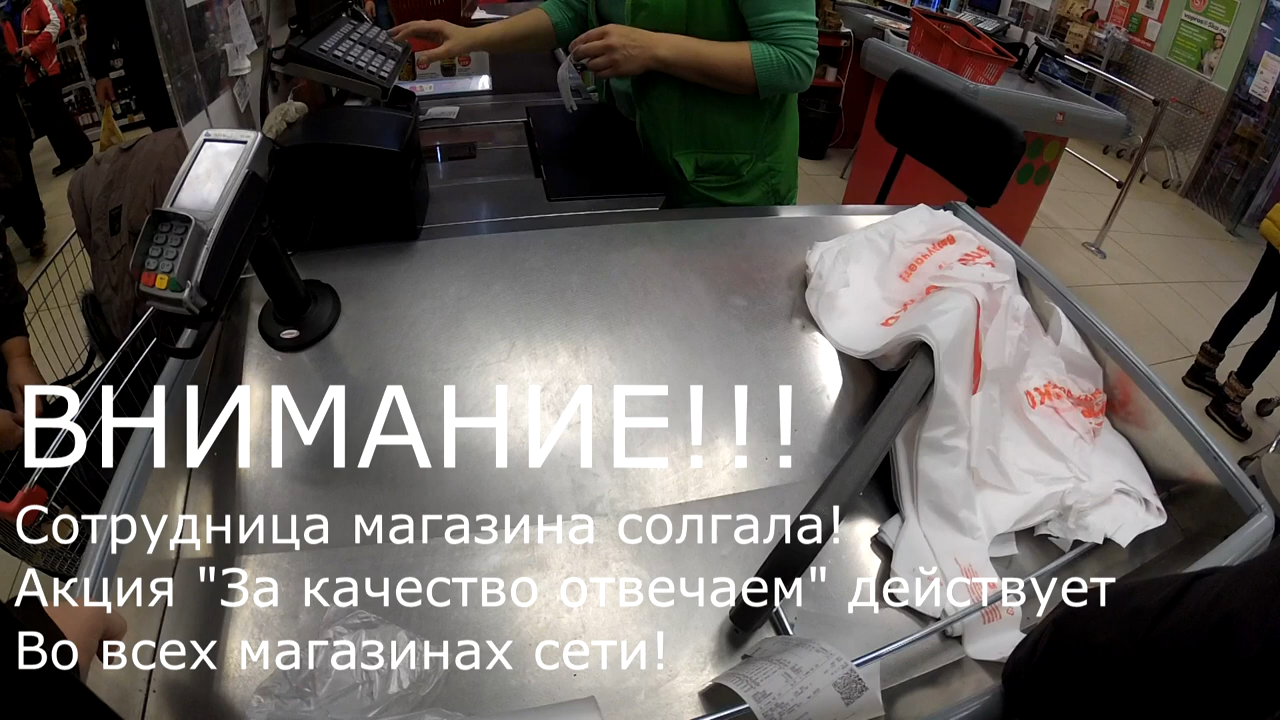 ВНИМАНИЕ!!!
Сотрудница магазина солгала!
Акция "За качество отвечаем" действует
Во всех магазинах сети!